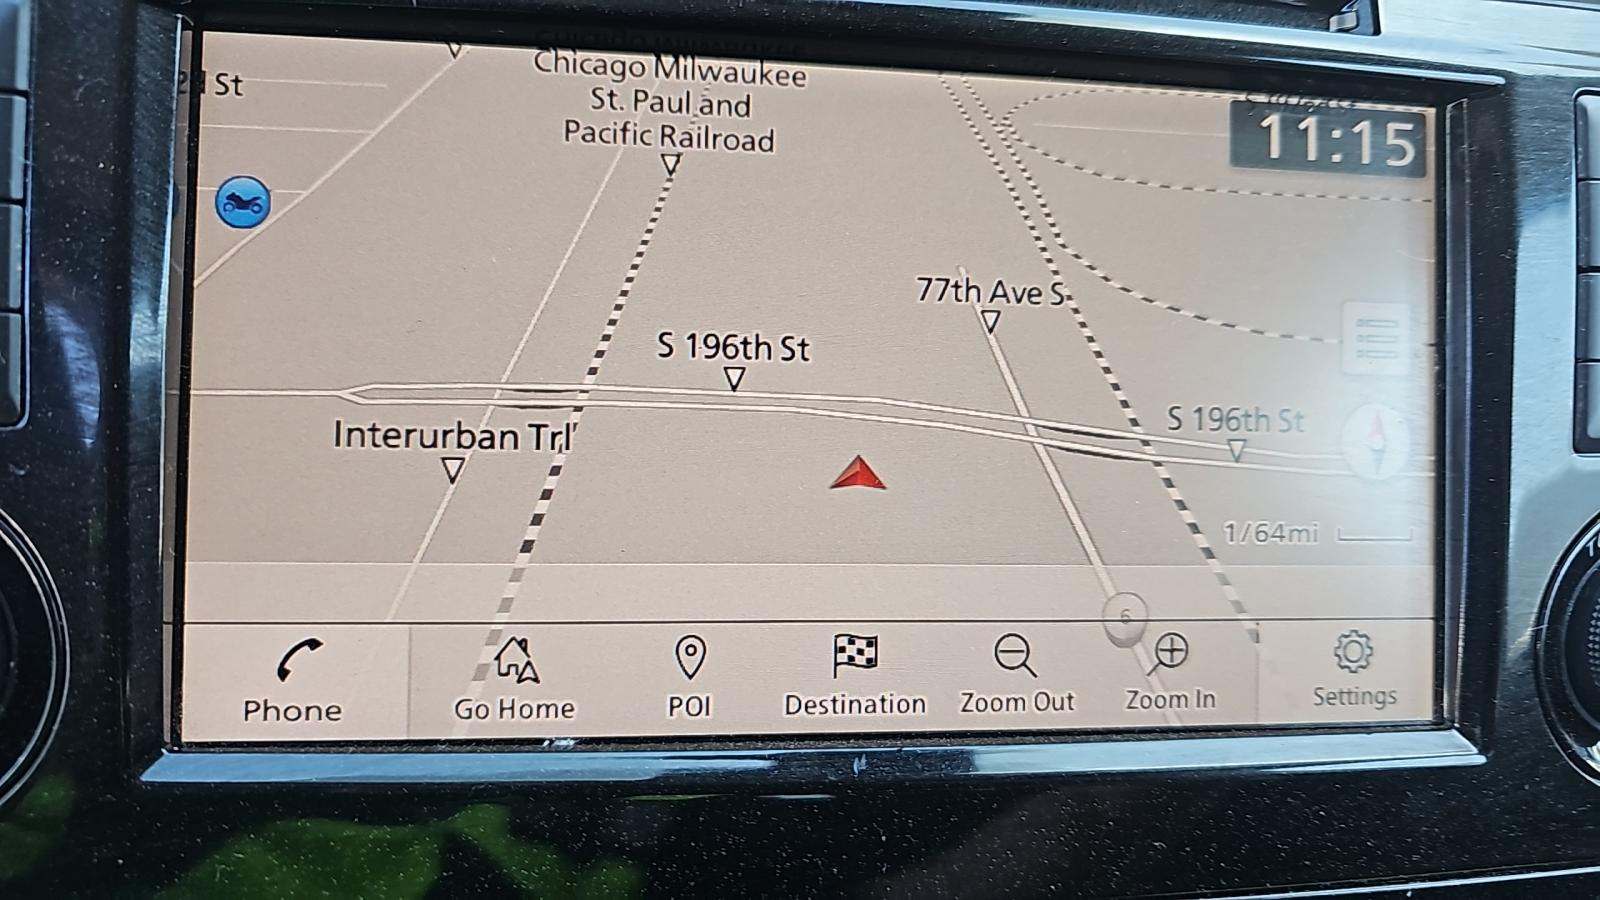 St
Chicago Milwaukee
St. Paul and
Pacific Railroad
11:15
77th Ave S
S 196th St
S 196th St
Interurban Trl
1/64mi
6
Phone
Go Home
POI
Destination
Zoom Out
Zoom In
Settings